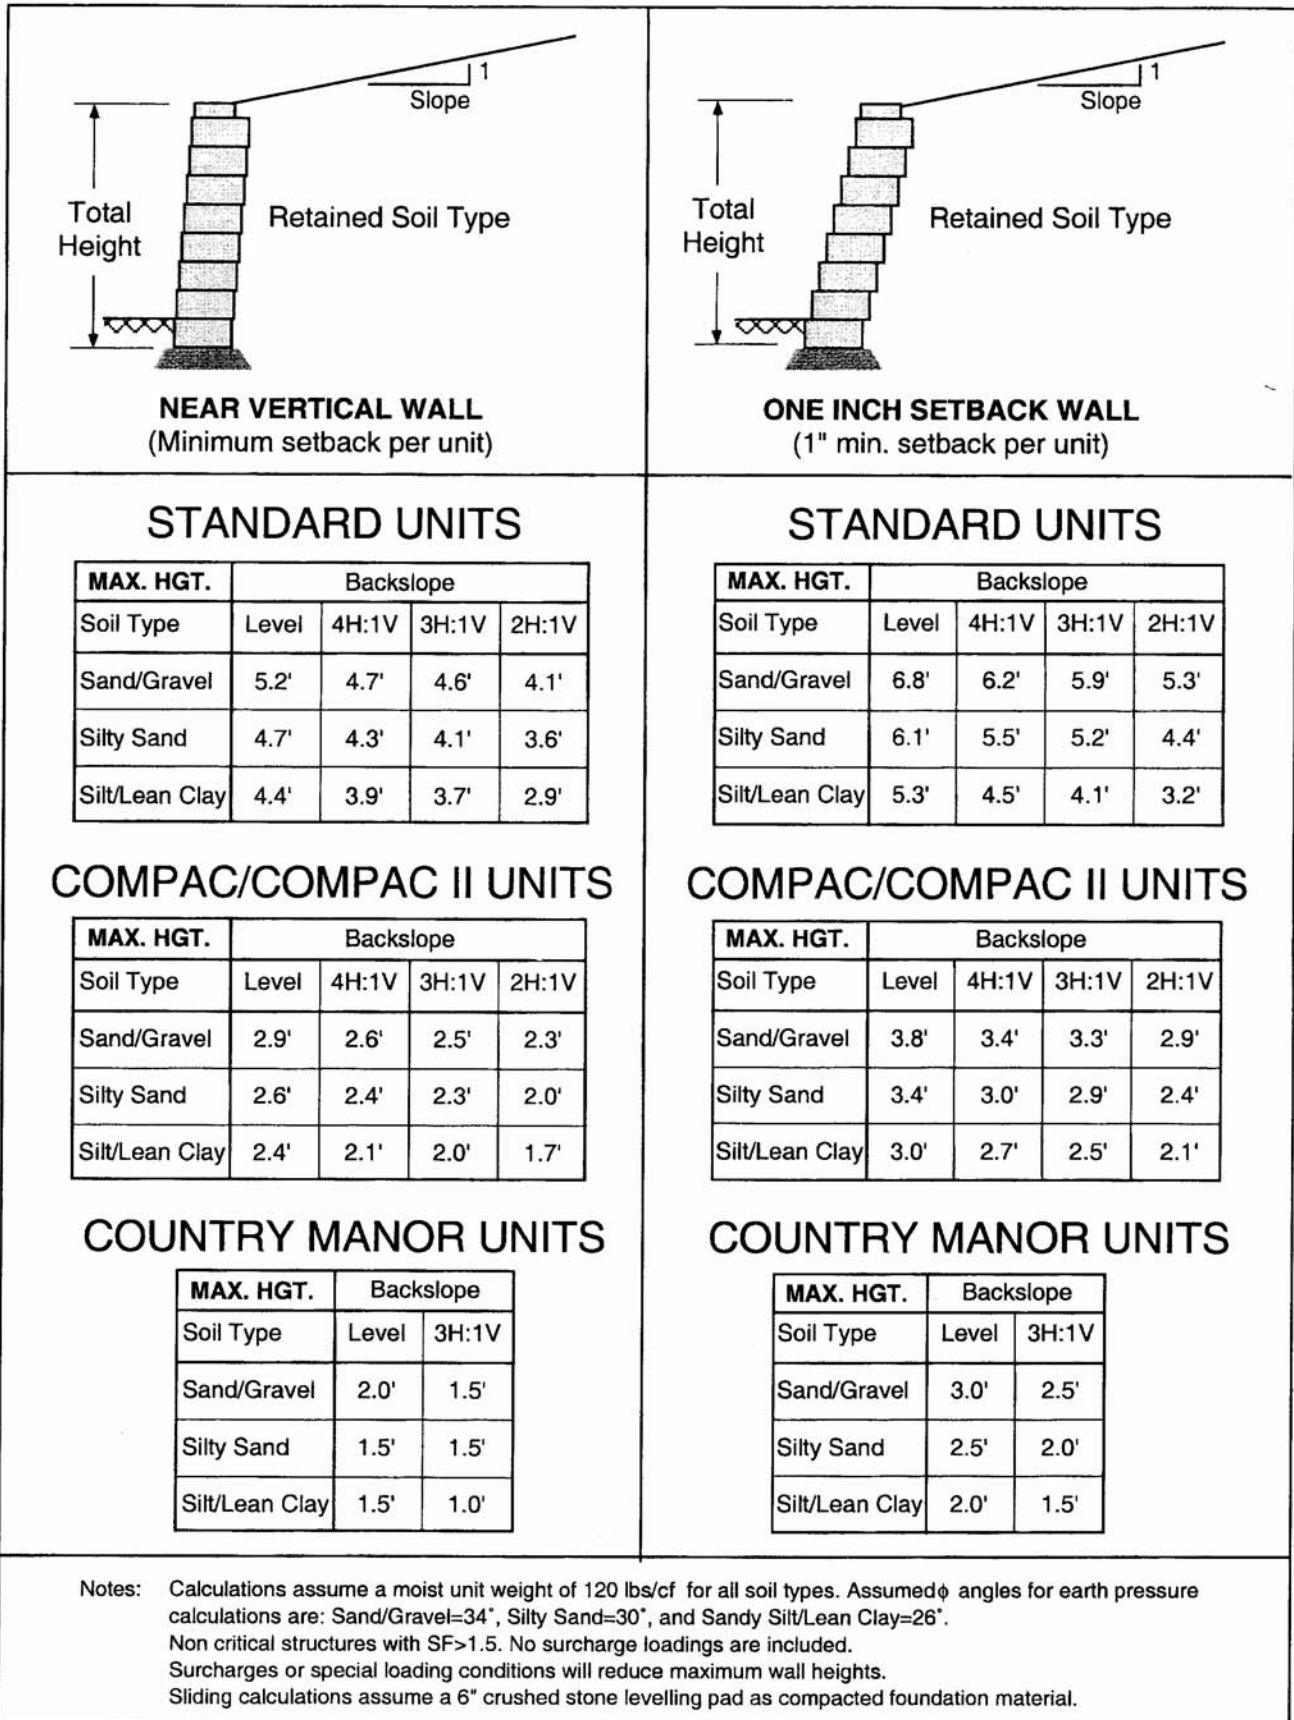 1
Slope
Total
Height
Retained Soil Type
NEAR VERTICAL WALL
(Minimum setback per unit)
1
Slope
Total
Height
Retained Soil Type
ONE INCH SETBACK WALL
(1" min. setback per unit)
STANDARD UNITS
MAX. HGT. Backslope
Soil Type Level 4H:1V 3H:1V 2H:1V
Sand/Gravel 5.2' 4.7' 4.6' 4.1'
Silty Sand 4.7' 4.3' 4.1' 3.6'
Silt/Lean Clay 4.4' 3.9' 3.7' 2.9'
COMPAC/COMPAC II UNITS
MAX. HGT. Backslope
Soil Type Level 4H:1V 3H:1V 2H:1V
Sand/Gravel 2.9' 2.6' 2.5' 2.3'
Silty Sand 2.6' 2.4' 2.3' 2.0'
Silt/Lean Clay 2.4' 2.1' 2.0' 1.7'
COUNTRY MANOR UNITS
MAX. HGT. Backslope
Soil Type Level 3H:1V
Sand/Gravel 2.0' 1.5'
Silty Sand 1.5' 1.5'
Silt/Lean Clay 1.5' 1.0'
STANDARD UNITS
MAX. HGT. Backslope
Soil Type Level 4H:1V 3H:1V 2H:1V
Sand/Gravel 6.8' 6.2' 5.9' 5.3'
Silty Sand 6.1' 5.5' 5.2' 4.4'
Silt/Lean Clay 5.3' 4.5' 4.1' 3.2'
COMPAC/COMPAC II UNITS
MAX. HGT. Backslope
Soil Type Level 4H:1V 3H:1V 2H:1V
Sand/Gravel 3.8' 3.4' 3.3' 2.9'
Silty Sand 3.4' 3.0' 2.9' 2.4'
Silt/Lean Clay 3.0' 2.7' 2.5' 2.1'
COUNTRY MANOR UNITS
MAX. HGT. Backslope
Soil Type Level 3H:1V
Sand/Gravel 3.0' 2.5'
Silty Sand 2.5' 2.0'
Silt/Lean Clay 2.0' 1.5'
Notes: Calculations assume a moist unit weight of 120 lbs/cf for all soil types. Assumed ϕ angles for earth pressure
calculations are: Sand/Gravel=34°, Silty Sand=30°, and Sandy Silt/Lean Clay=26°.
Non critical structures with SF>1.5. No surcharge loadings are included.
Surcharges or special loading conditions will reduce maximum wall heights.
Sliding calculations assume a 6" crushed stone levelling pad as compacted foundation material.